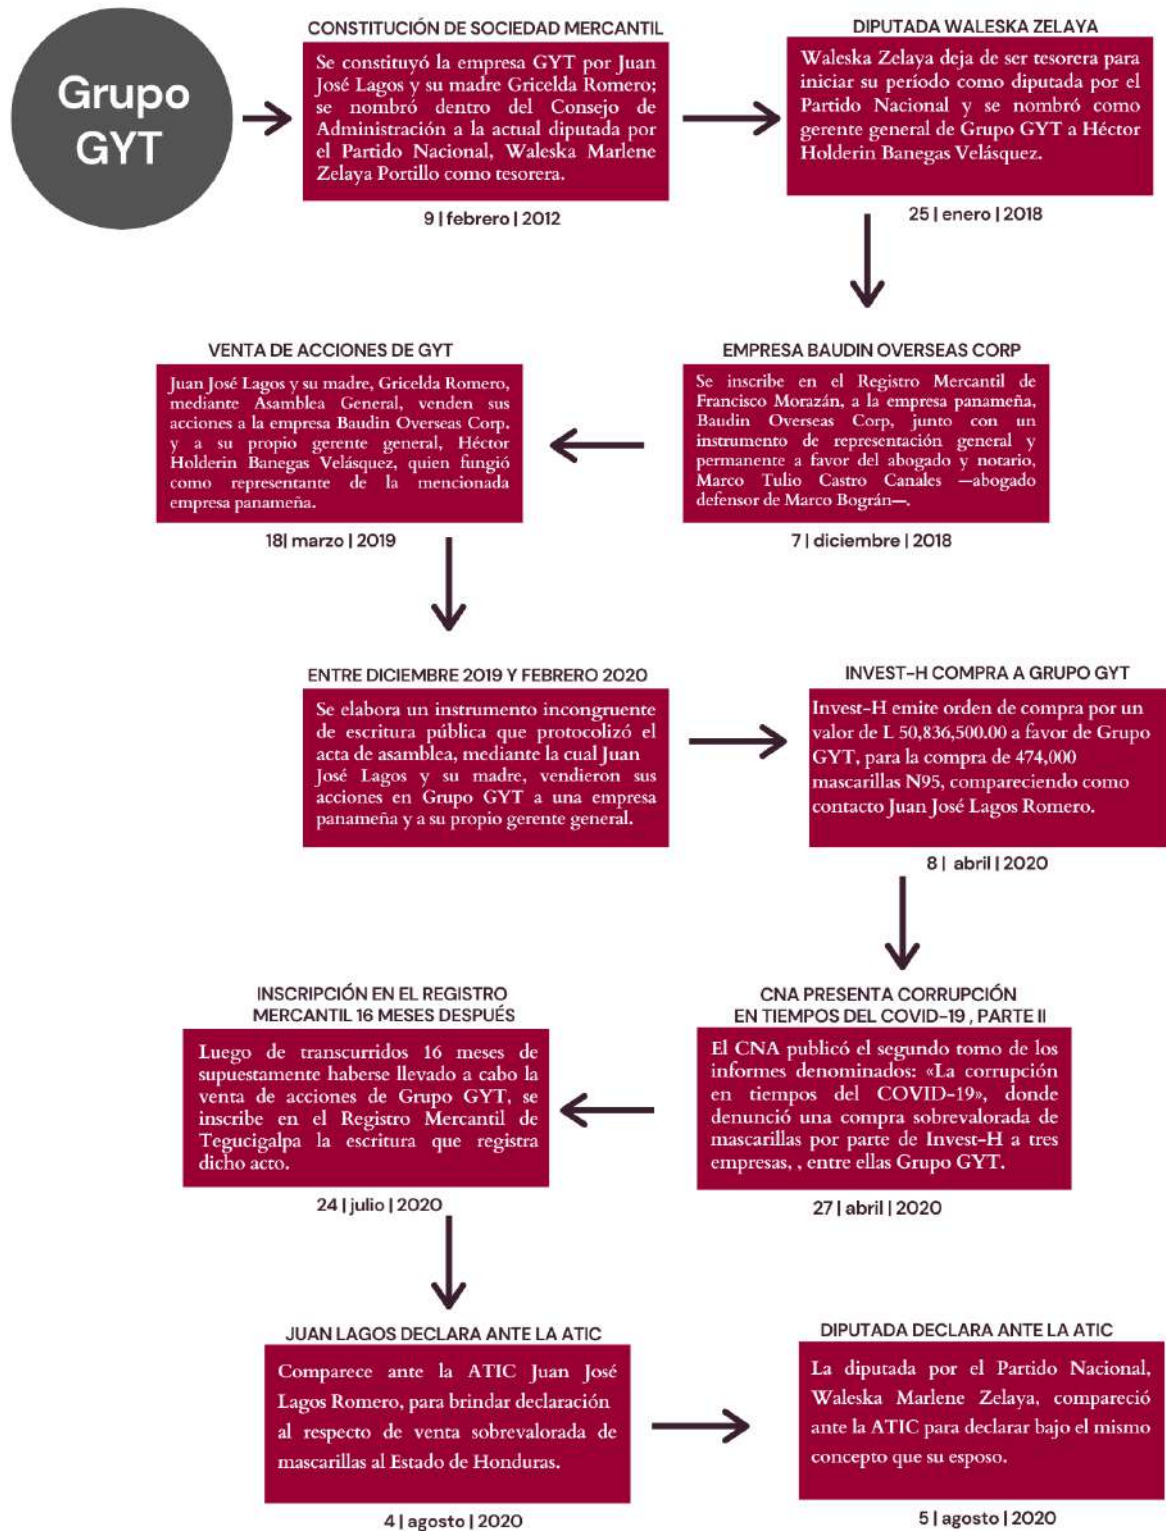 Grupo
GYT
CONSTITUCIÓN DE SOCIEDAD MERCANTIL
Se constituyó la empresa GYT por Juan
José Lagos y su madre Gricelda Romero;
se nombró dentro del Consejo de
Administración a la actual diputada por
el Partido Nacional, Waleska Marlene
Zelaya Portillo como tesorera.
9 | febrero | 2012
DIPUTADA WALESKA ZELAYA
Waleska Zelaya deja de ser tesorera para
iniciar su período como diputada por el
Partido Nacional y se nombró como
gerente general de Grupo GYT a Héctor
Holderin Banegas Velásquez.
25 | enero | 2018
EMPRESA BAUDIN OVERSEAS CORP
Se inscribe en el Registro Mercantil de
Francisco Morazán, a la empresa panameña,
Baudin Overseas Corp, junto con un
instrumento de representación general y
permanente a favor del abogado y notario,
Marco Tulio Castro Canales —abogado
defensor de Marco Bográn—.
7 | diciembre | 2018
VENTA DE ACCIONES DE GYT
Juan José Lagos y su madre, Gricelda Romero,
mediante Asamblea General, venden sus
acciones a la empresa Baudin Overseas Corp.
y a su propio gerente general, Héctor
Holderin Banegas Velásquez, quien fungió
como representante de la mencionada
empresa panameña.
18| marzo | 2019
ENTRE DICIEMBRE 2019 Y FEBRERO 2020
Se elabora un instrumento incongruente
de escritura pública que protocolizó el
acta de asamblea, mediante la cual Juan
José Lagos y su madre, vendieron sus
acciones en Grupo GYT a una empresa
panameña y a su propio gerente general.
INVEST-H COMPRA A GRUPO GYT
Invest-H emite orden de compra por un
valor de L 50,836,500.00 a favor de Grupo
GYT, para la compra de 474,000
mascarillas N95, compareciendo como
contacto Juan José Lagos Romero.
8 | abril | 2020
CNA PRESENTA CORRUPCIÓN
EN TIEMPOS DEL COVID-19 , PARTE II
El CNA publicó el segundo tomo de los
informes denominados: «La corrupción
en tiempos del COVID-19», donde
denunció una compra sobrevalorada de
mascarillas por parte de Invest-H a tres
empresas, , entre ellas Grupo GYT.
27 | abril | 2020
INSCRIPCIÓN EN EL REGISTRO
MERCANTIL 16 MESES DESPUÉS
Luego de transcurridos 16 meses de
supuestamente haberse llevado a cabo la
venta de acciones de Grupo GYT, se
inscribe en el Registro Mercantil de
Tegucigalpa la escritura que registra
dicho acto.
24 | julio | 2020
JUAN LAGOS DECLARA ANTE LA ATIC
Comparece ante la ATIC Juan José
Lagos Romero, para brindar declaración
al respecto de venta sobrevalorada de
mascarillas al Estado de Honduras.
4 | agosto | 2020
DIPUTADA DECLARA ANTE LA ATIC
La diputada por el Partido Nacional,
Waleska Marlene Zelaya, compareció
ante la ATIC para declarar bajo el mismo
concepto que su esposo.
5 | agosto | 2020